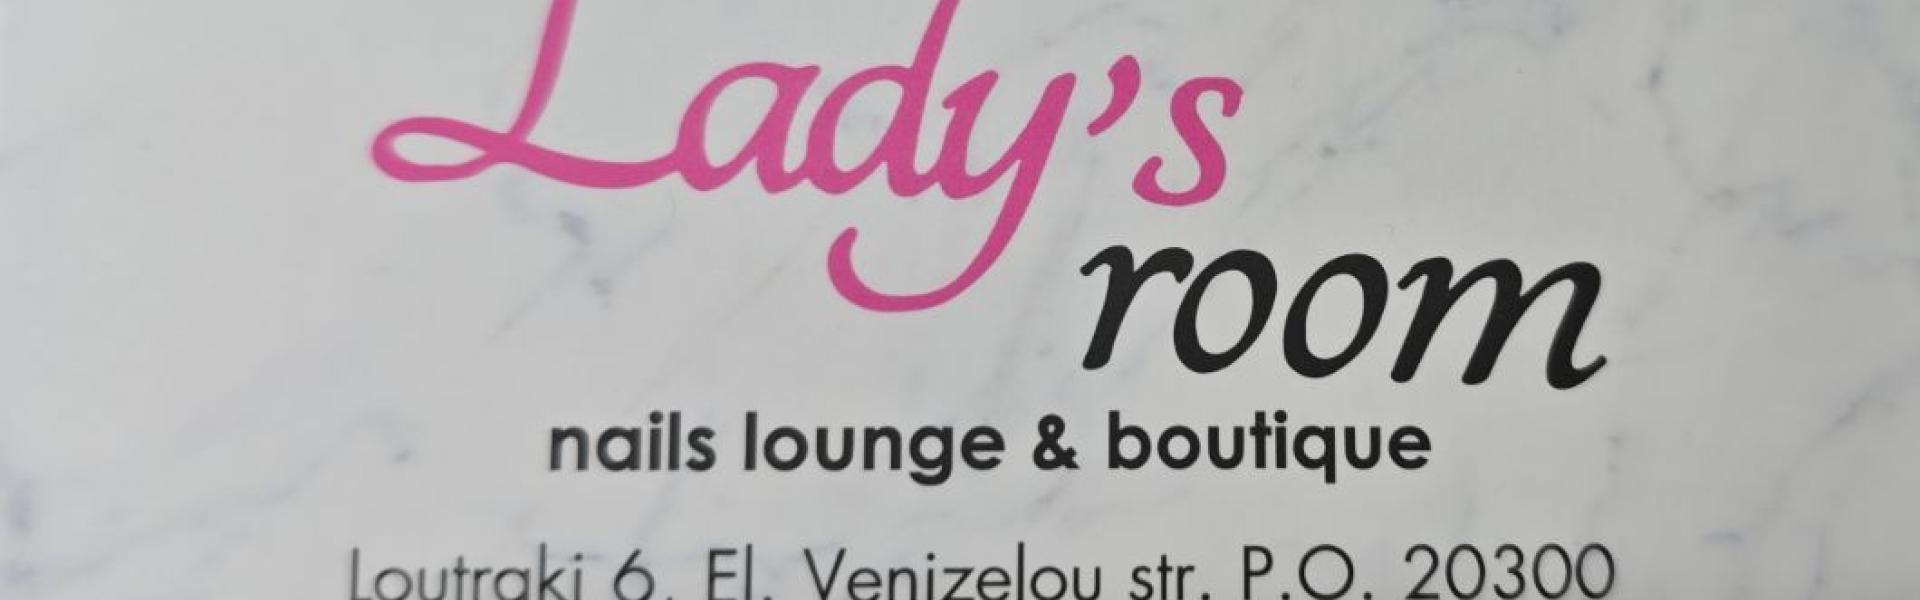 Lady's
room
nails lounge & boutique
Loutraki 6, El. Venizelou str. P.O. 20300